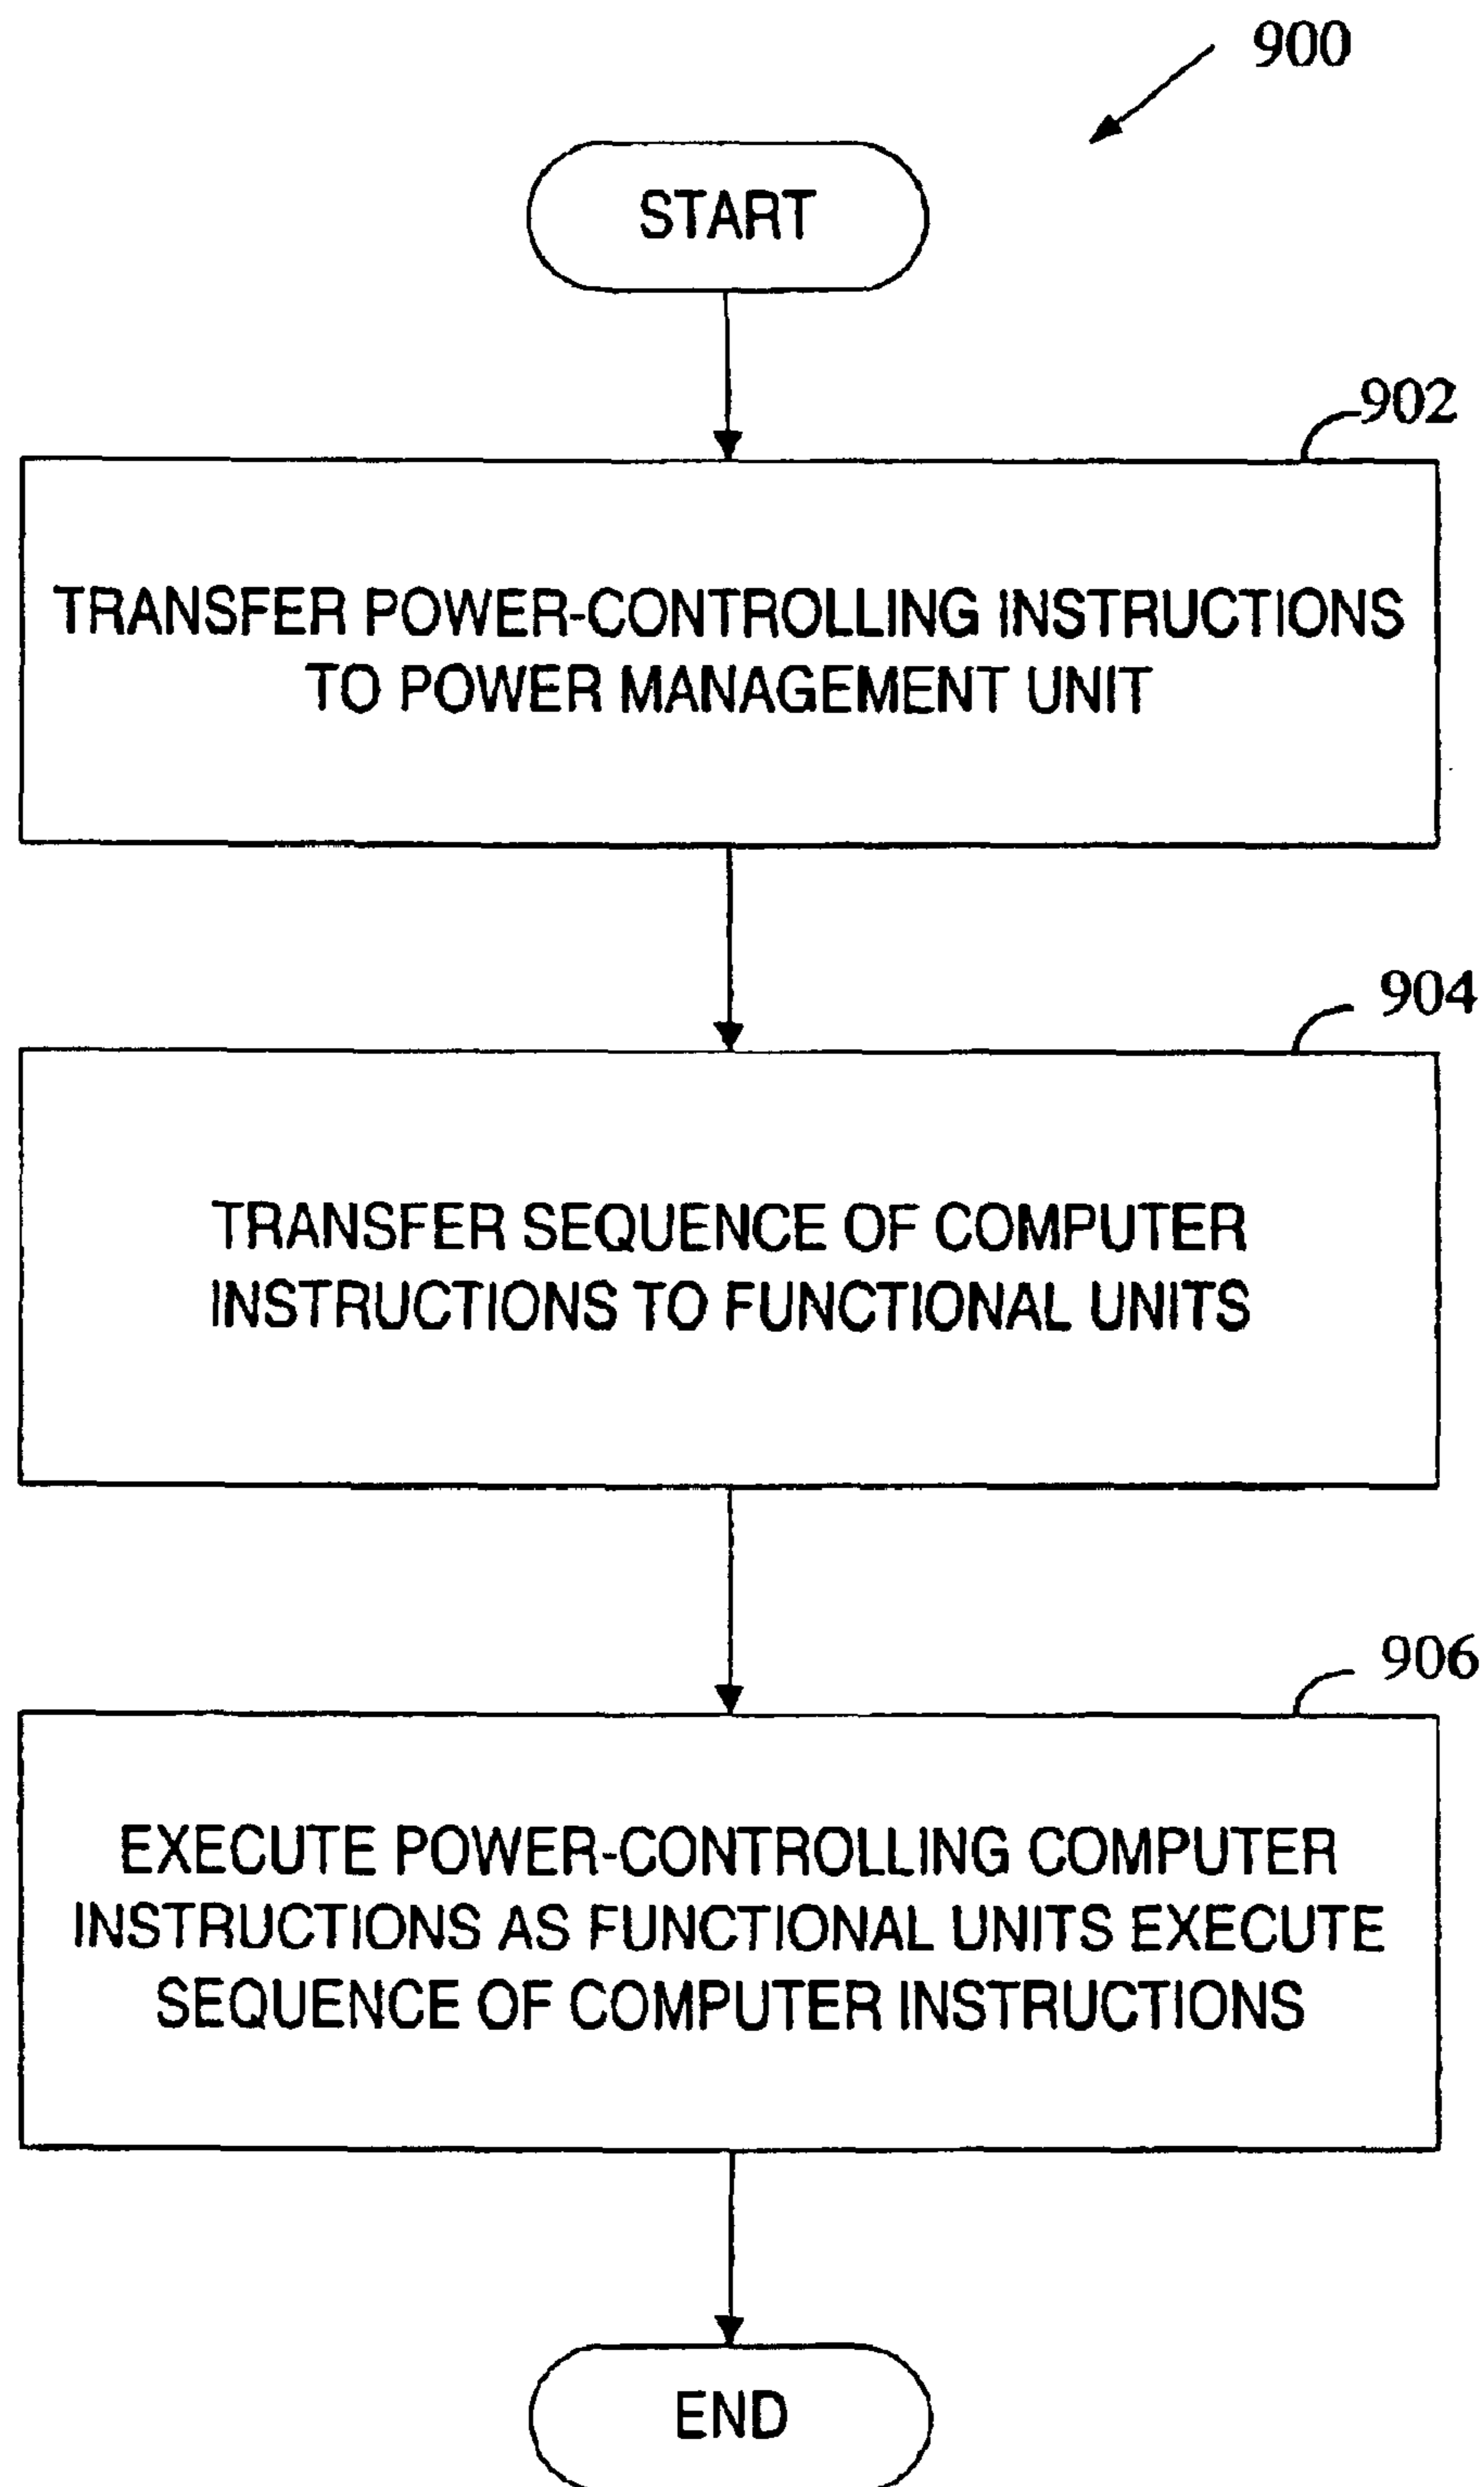 900
START
902
TRANSFER POWER-CONTROLLING INSTRUCTIONS
TO POWER MANAGEMENT UNIT
904
TRANSFER SEQUENCE OF COMPUTER
INSTRUCTIONS TO FUNCTIONAL UNITS
906
EXECUTE POWER-CONTROLLING COMPUTER
INSTRUCTIONS AS FUNCTIONAL UNITS EXECUTE
SEQUENCE OF COMPUTER INSTRUCTIONS
END